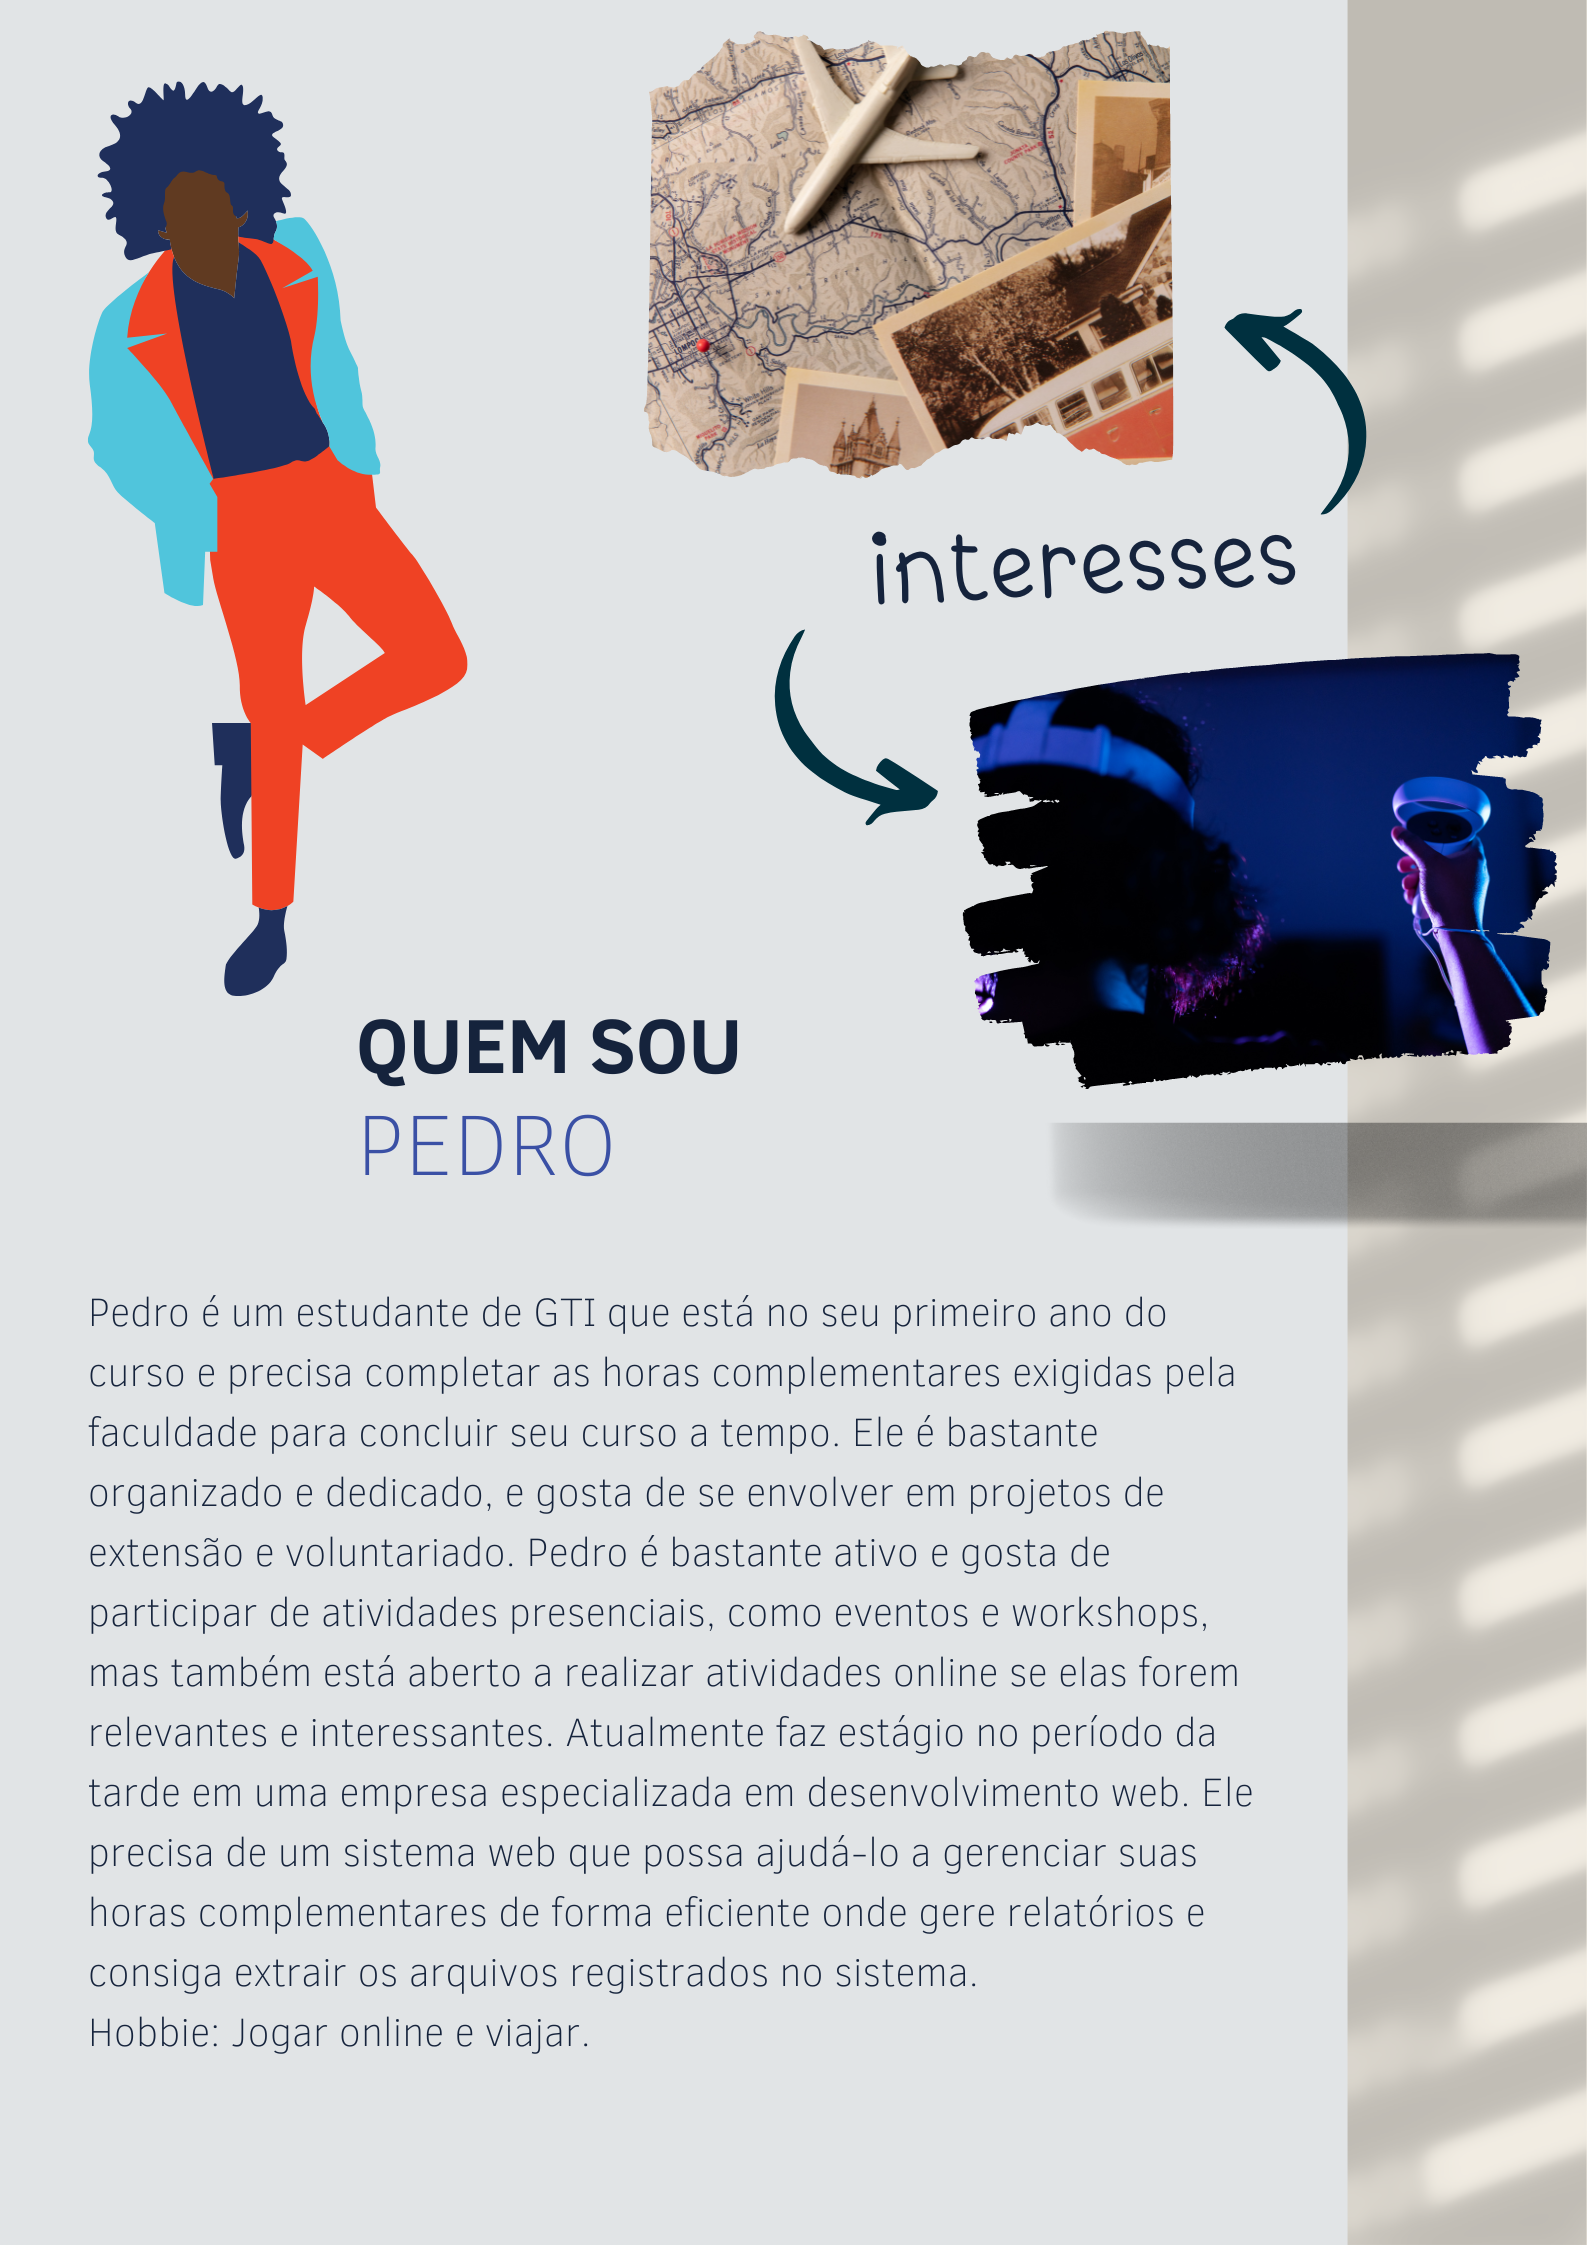 interesses
QUEM SOU
PEDRO
Pedro é um estudante de GTI que está no seu primeiro ano do
curso e precisa completar as horas complementares exigidas pela
faculdade para concluir seu curso a tempo. Ele é bastante
organizado e dedicado, e gosta de se envolver em projetos de
extensão e voluntariado. Pedro é bastante ativo e gosta de
participar de atividades presenciais, como eventos e workshops,
mas também está aberto a realizar atividades online se elas forem
relevantes e interessantes. Atualmente faz estágio no período da
tarde em uma empresa especializada em desenvolvimento web. Ele
precisa de um sistema web que possa ajudá-lo a gerenciar suas
horas complementares de forma eficiente onde gere relatórios e
consiga extrair os arquivos registrados no sistema.
Hobbie: Jogar online e viajar.